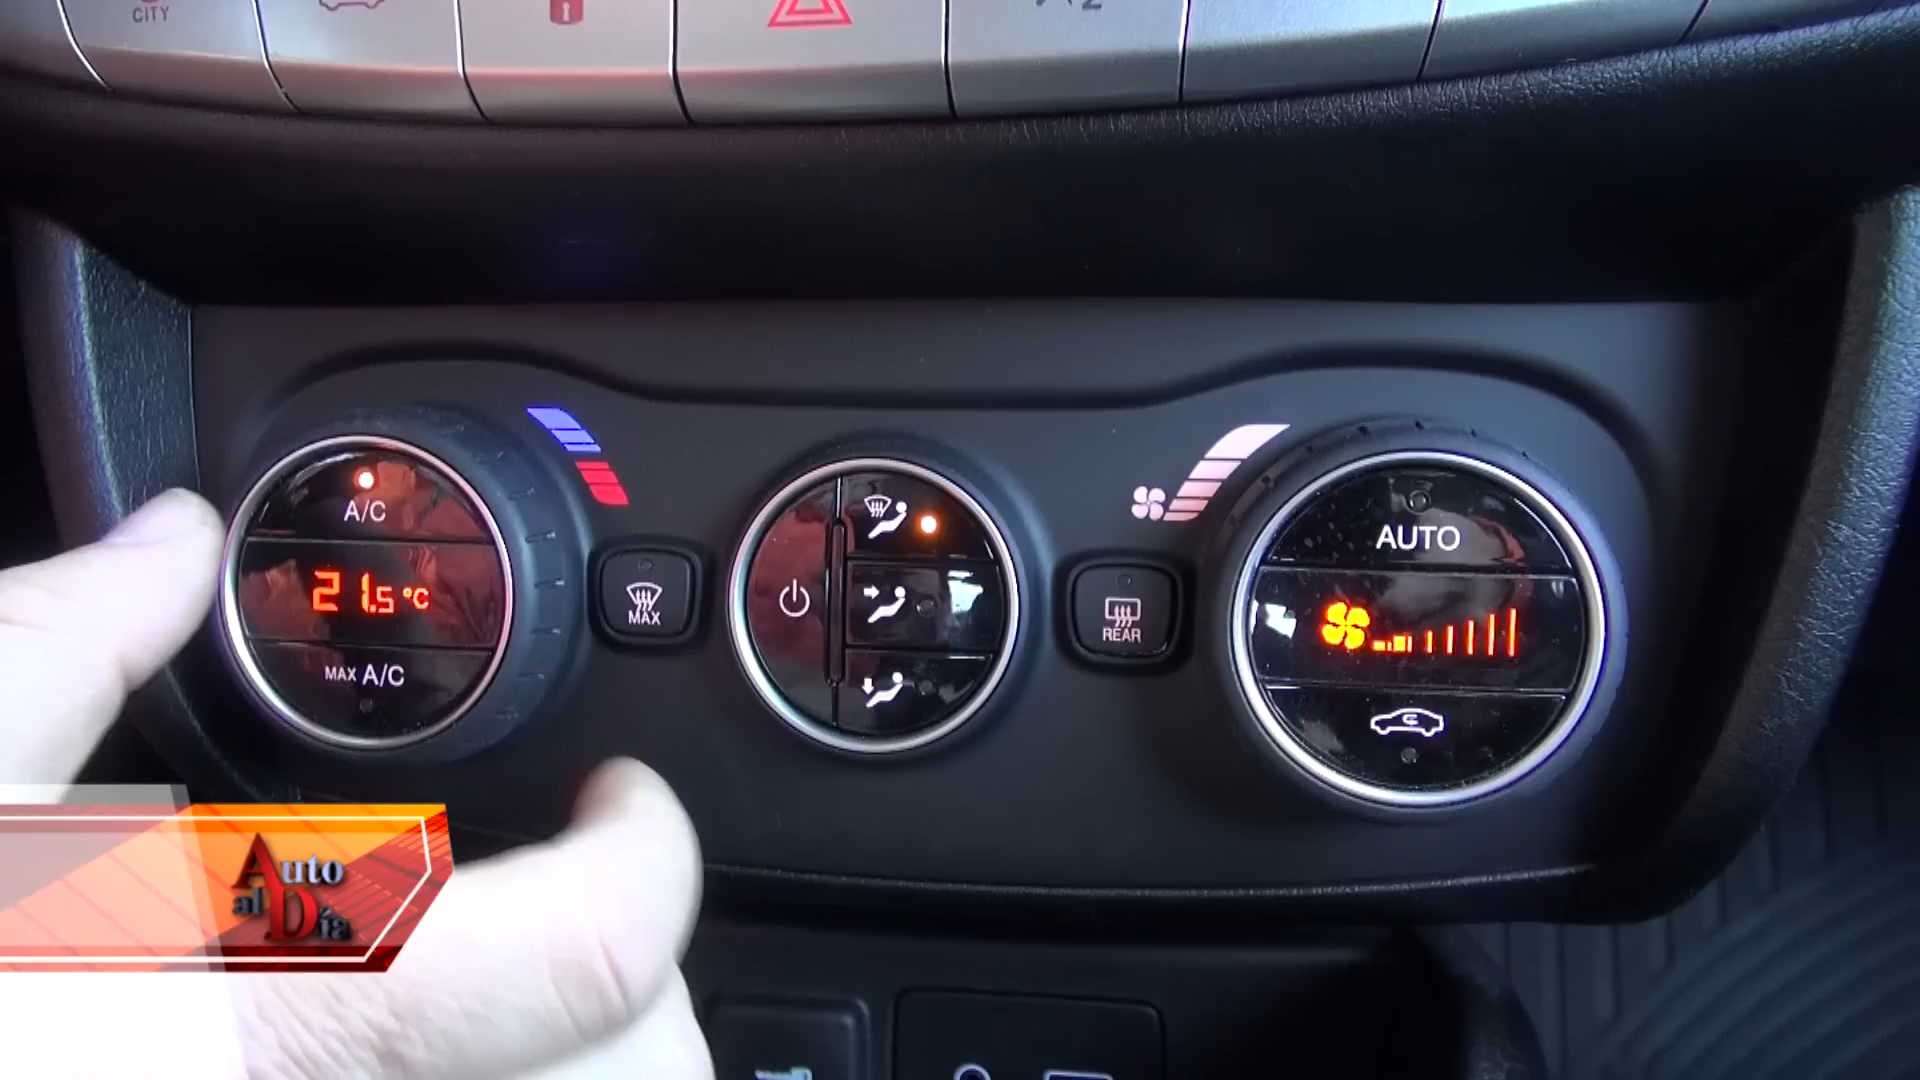 CITY
A/C
21.5 °C
MAX A/C
MAX
REAR
AUTO
Auto
al Día